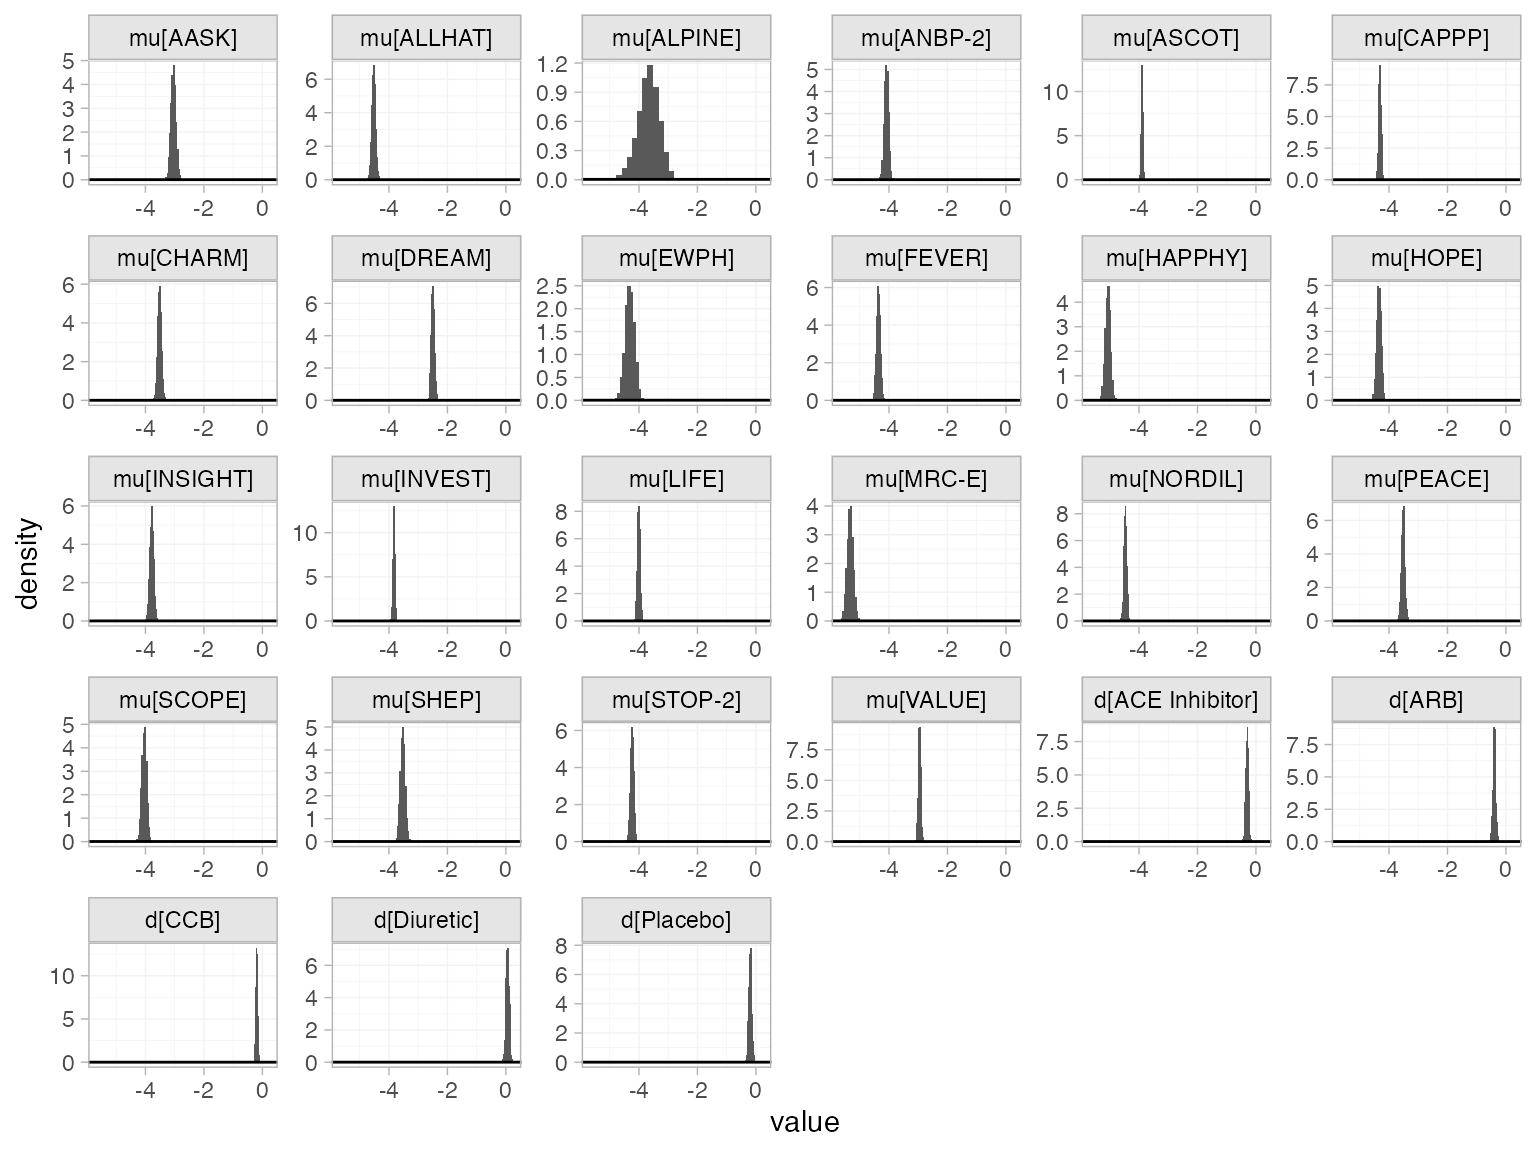 mu[AASK] mu[ALLHAT] mu[ALPINE] mu[ANBP-2] mu[ASCOT] mu[CAPPP]
5 4 3 2 1 0
6 4 2 0
1.2 0.9 0.6 0.3 0.0
5 4 3 2 1 0
10 5 0
7.5 5.0 2.5 0.0
-4 -2 0 -4 -2 0 -4 -2 0 -4 -2 0 -4 -2 0 -4 -2 0
mu[CHARM] mu[DREAM] mu[EWPH] mu[FEVER] mu[HAPPHY] mu[HOPE]
6 4 2 0
6 4 2 0
2.5 2.0 1.5 1.0 0.5 0.0
6 4 2 0
4 3 2 1 0
5 4 3 2 1 0
-4 -2 0 -4 -2 0 -4 -2 0 -4 -2 0 -4 -2 0 -4 -2 0
mu[INSIGHT] mu[INVEST] mu[LIFE] mu[MRC-E] mu[NORDIL] mu[PEACE]
6 4 2 0
10 5 0
8 6 4 2 0
4 3 2 1 0
8 6 4 2 0
6 4 2 0
-4 -2 0 -4 -2 0 -4 -2 0 -4 -2 0 -4 -2 0 -4 -2 0
density
mu[SCOPE] mu[SHEP] mu[STOP-2] mu[VALUE] d[ACE Inhibitor] d[ARB]
5 4 3 2 1 0
5 4 3 2 1 0
6 4 2 0
7.5 5.0 2.5 0.0
7.5 5.0 2.5 0.0
7.5 5.0 2.5 0.0
-4 -2 0 -4 -2 0 -4 -2 0 -4 -2 0 -4 -2 0 -4 -2 0
d[CCB] d[Diuretic] d[Placebo]
10 5 0
6 4 2 0
8 6 4 2 0
-4 -2 0 -4 -2 0 -4 -2 0
value